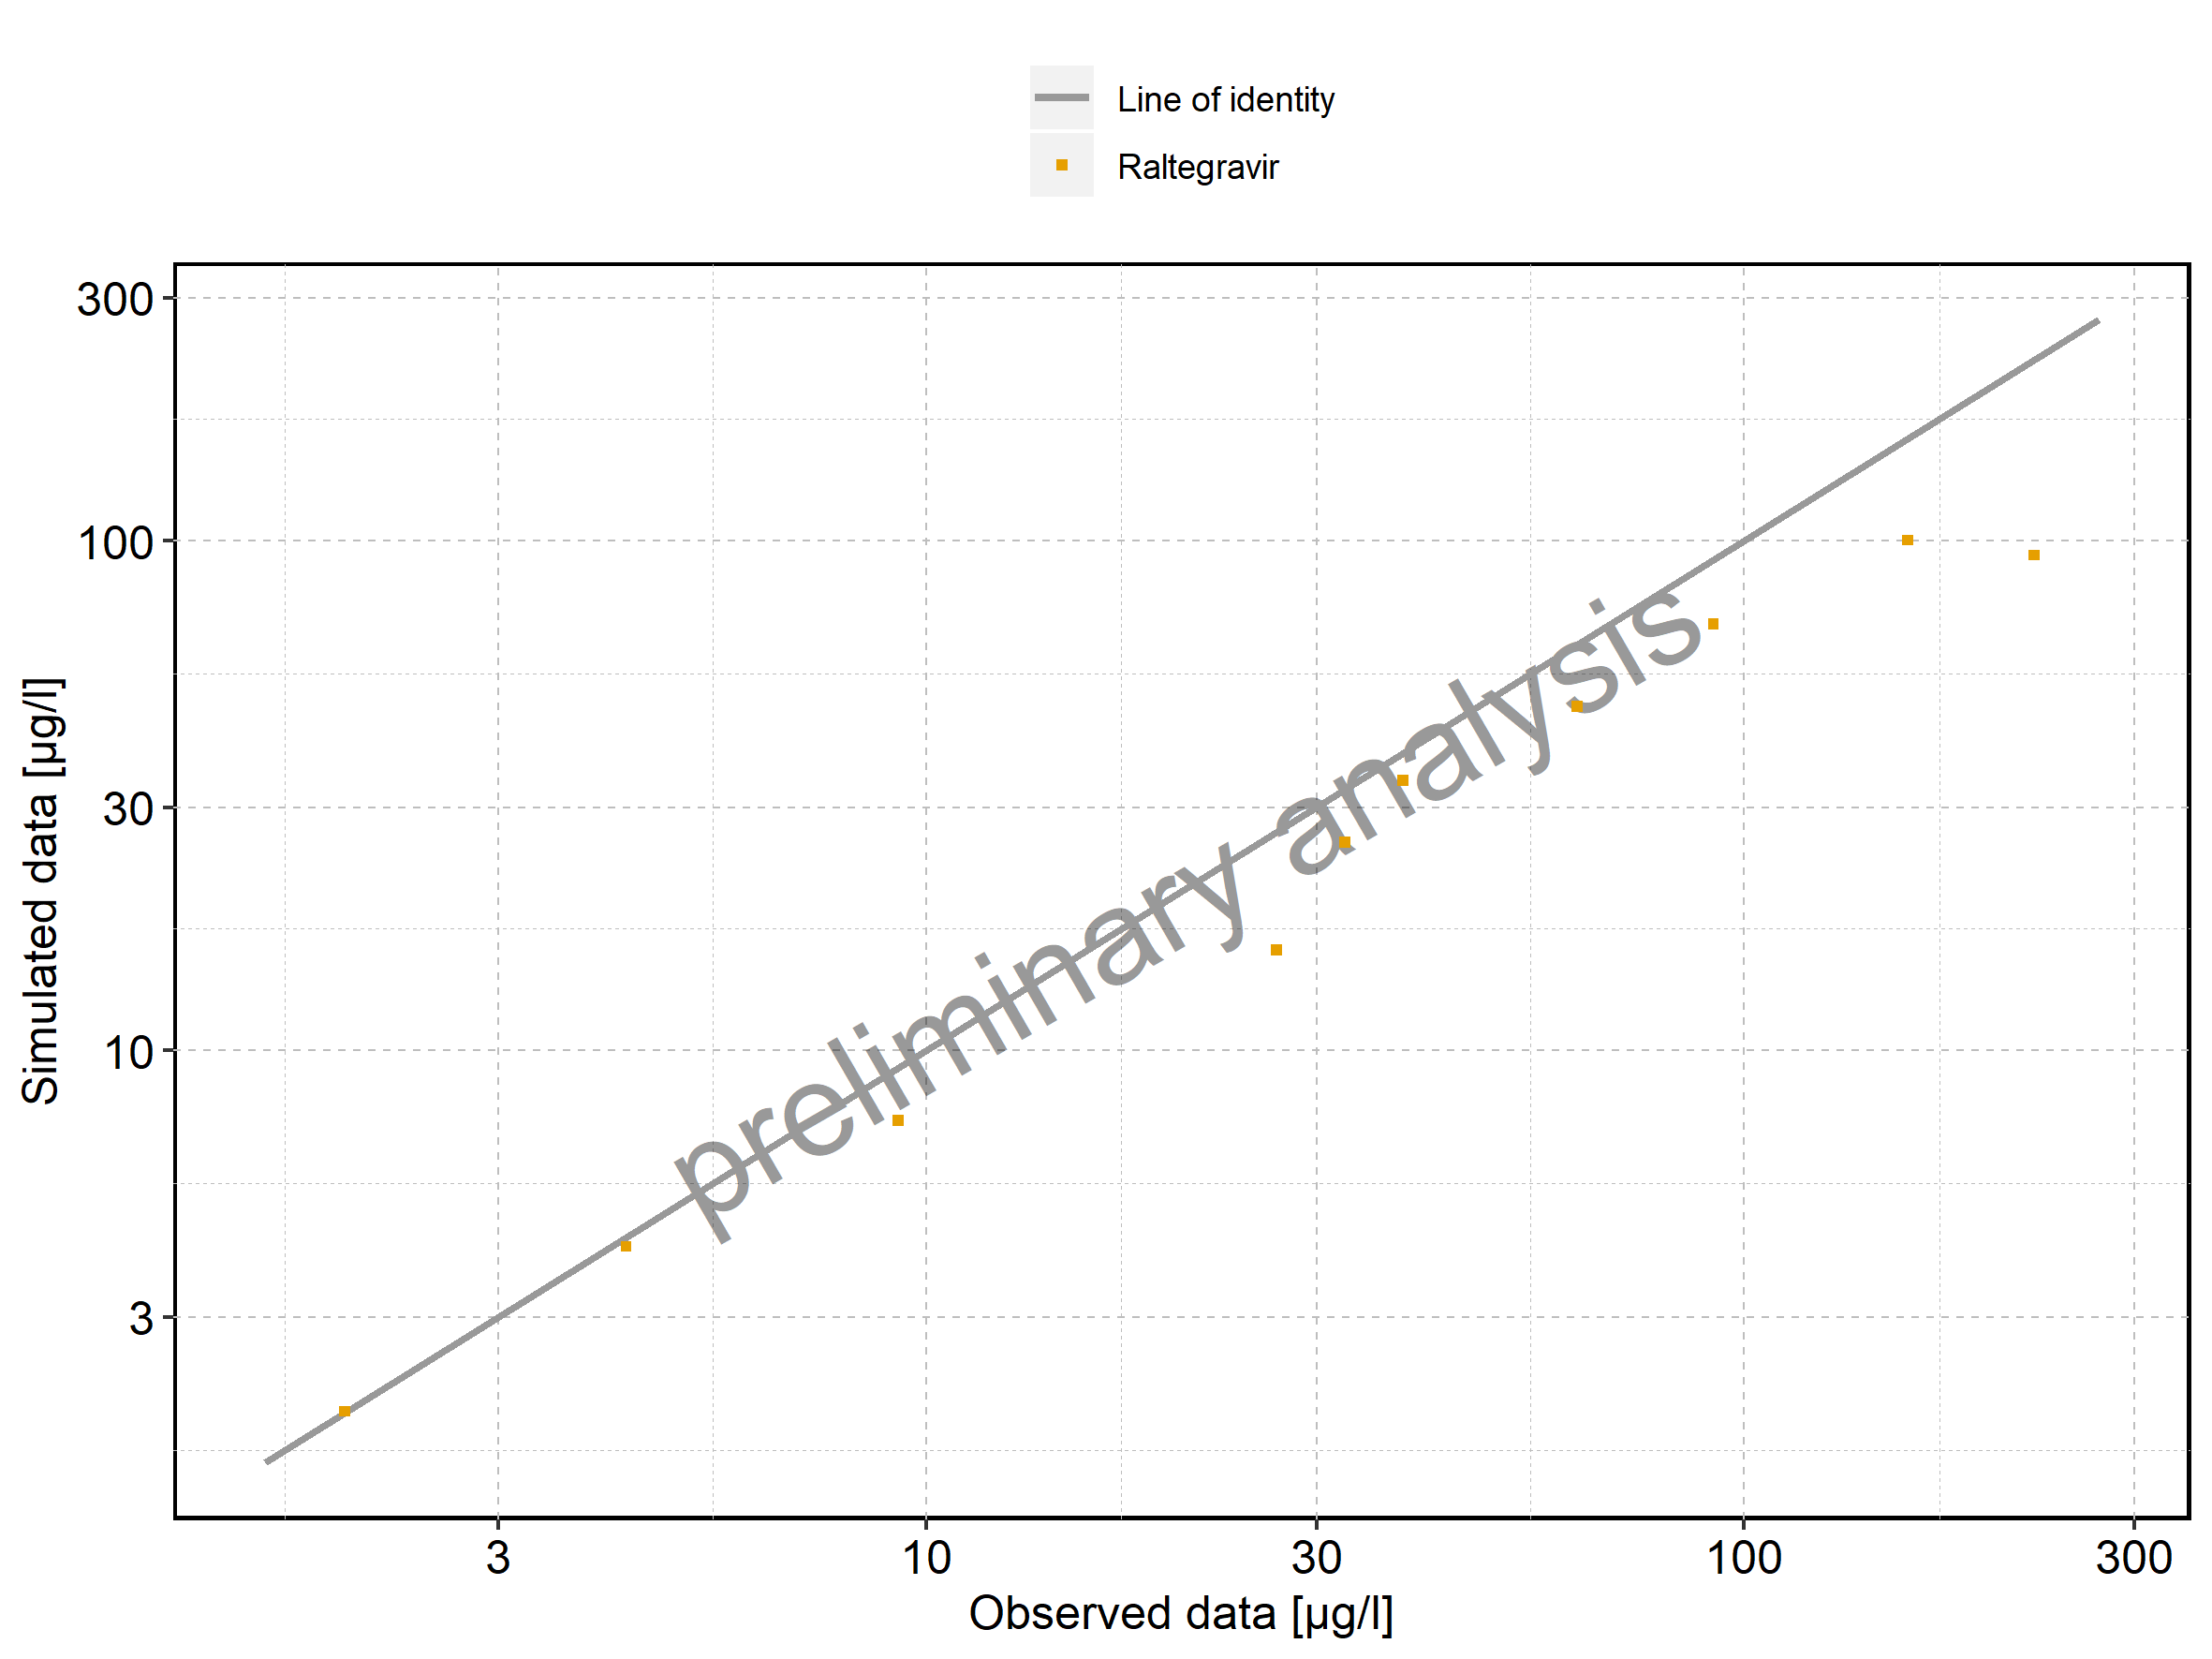 Line of identity
Raltegravir
300
100
30
10
3
Simulated data [µg/l]
preliminary analysis
3 10 30 100 300
Observed data [µg/l]